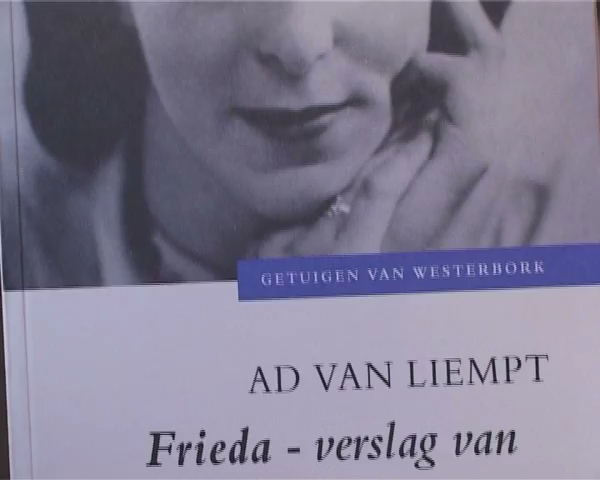 GETUIGEN VAN WESTERBORK
AD VAN LIEMPT
Frieda - verslag van